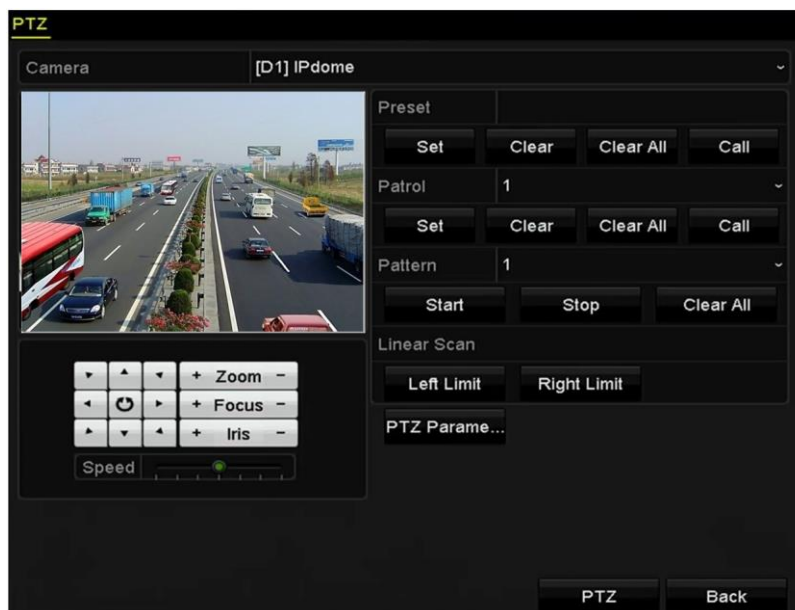 PTZ
Camera [D1] IPdome
Preset
Set Clear Clear All Call
Patrol 1
Set Clear Clear All Call
Pattern 1
Start Stop Clear All
Linear Scan
Left Limit Right Limit
PTZ Parame...
+ Zoom -
+ Focus -
+ Iris -
Speed
PTZ Back